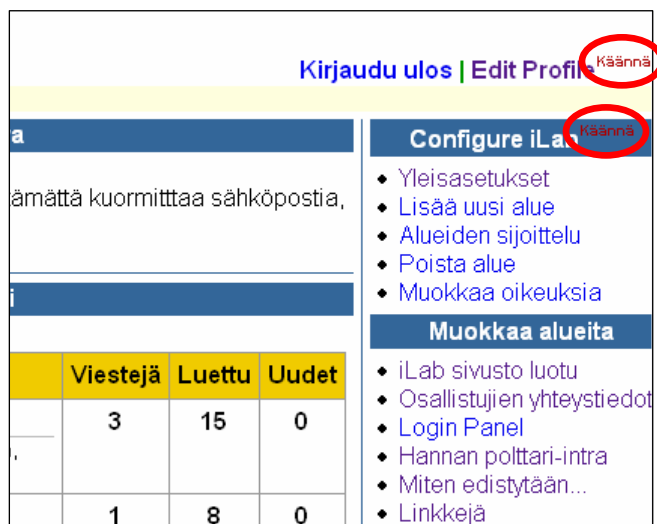 Kirjaudu ulos | Edit Profile Käännä
a
ämättä kuormitttaa sähköpostia,
i
Viestejä Luettu Uudet
3 15 0
1 8 0
Configure iLab Käännä
Yleisasetukset
Lisää uusi alue
Alueiden sijoittelu
Poista alue
Muokkaa oikeuksia
Muokkaa alueita
iLab sivusto luotu
Osallistujien yhteystiedot
Login Panel
Hannan polttari-intra
Miten edistytään...
Linkkejä